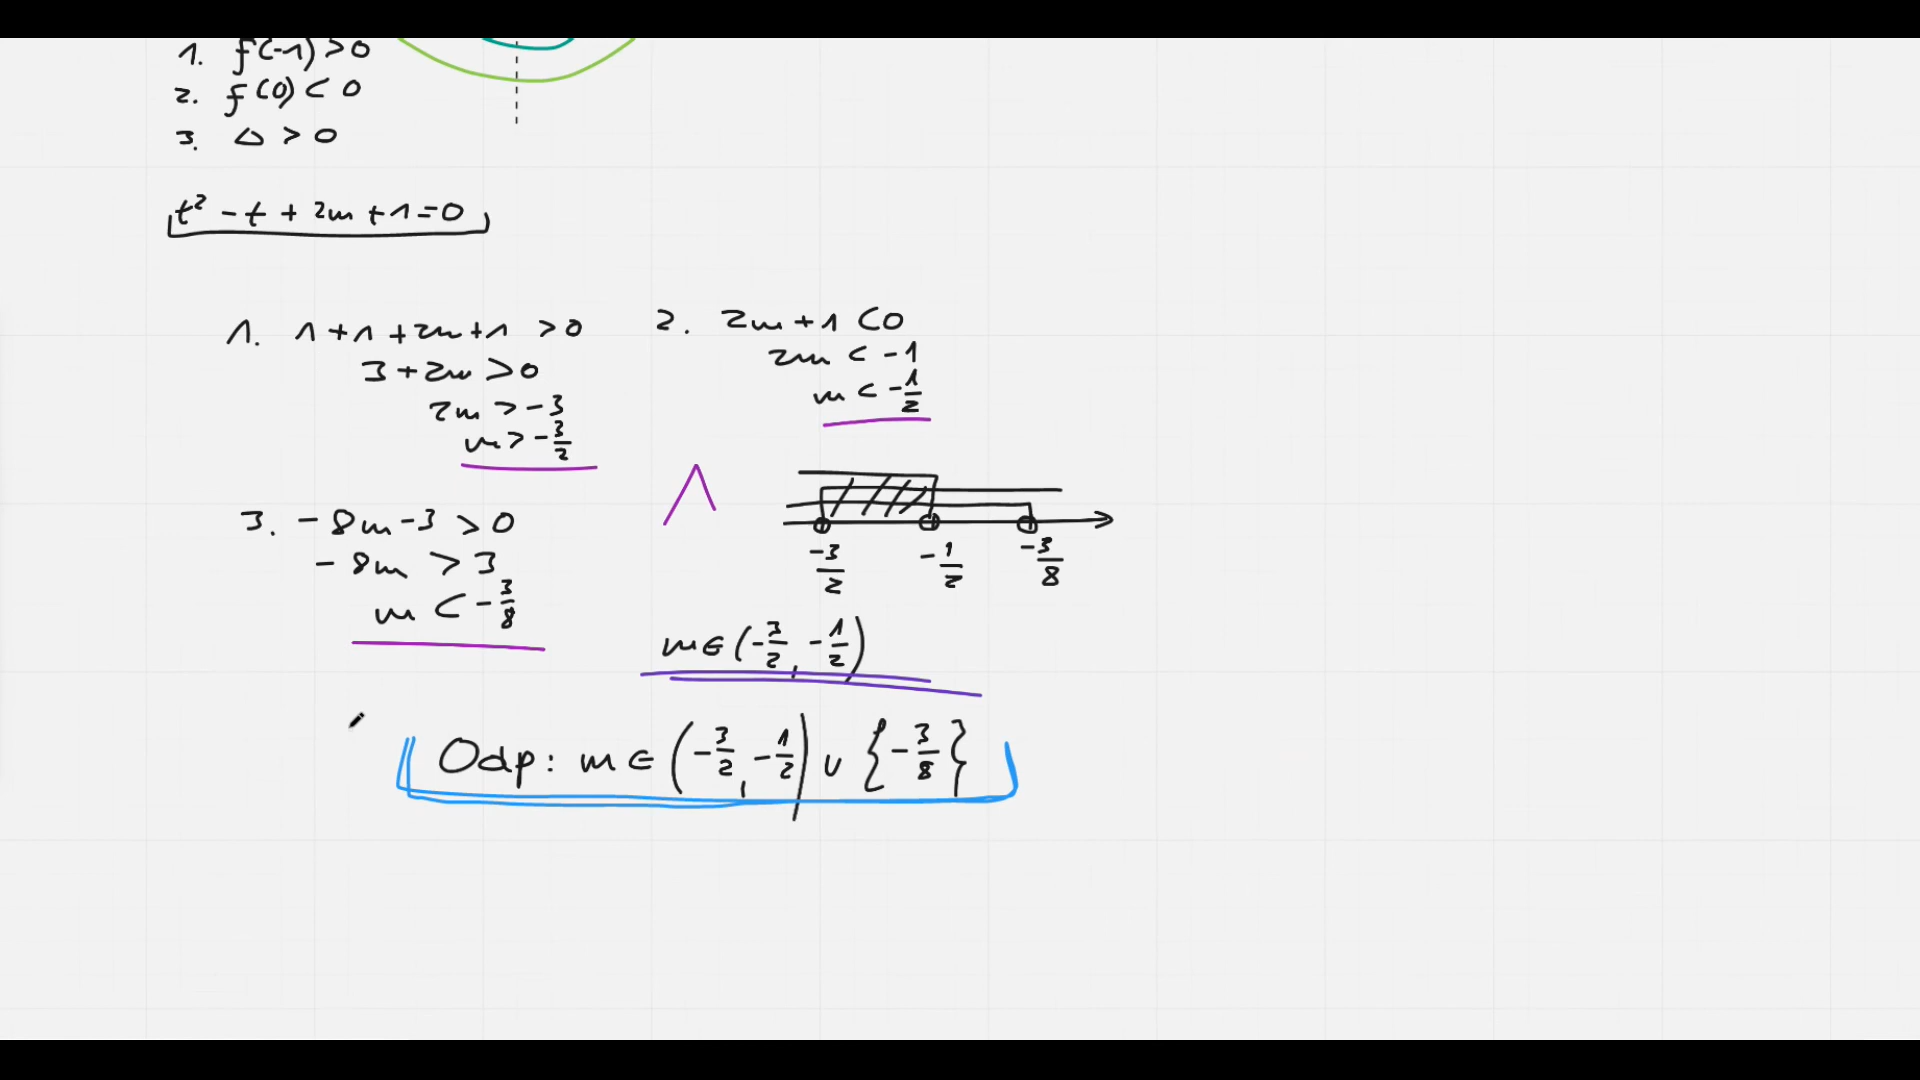 1. f(-1) > 0
2. f(0) < 0
3. Δ > 0
t² - t + 2m + 1 = 0
1. 1 + 1 + 2m + 1 > 0
3 + 2m > 0
2m > -3
m > -3/2
2. 2m + 1 < 0
2m < -1
m < -1/2
3. -8m - 3 > 0
-8m > 3
m < -3/8
∧
-3/2 -1/2 -3/8
m ∈ (-3/2, -1/2)
Odp: m ∈ (-3/2, -1/2) ∪ {-3/8}